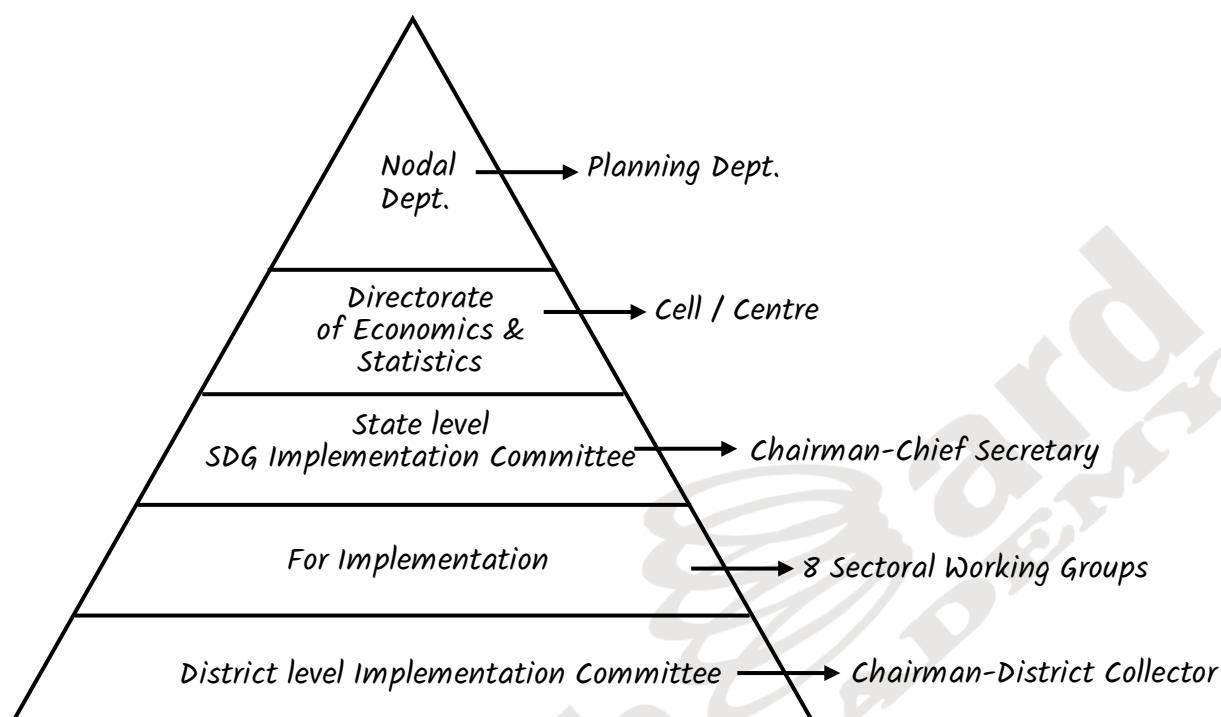 Nodal
Dept.
Planning Dept.
Directorate
of Economics &
Statistics
Cell / Centre
State level
SDG Implementation Committee
Chairman-Chief Secretary
For Implementation
8 Sectoral Working Groups
District level Implementation Committee
Chairman-District Collector